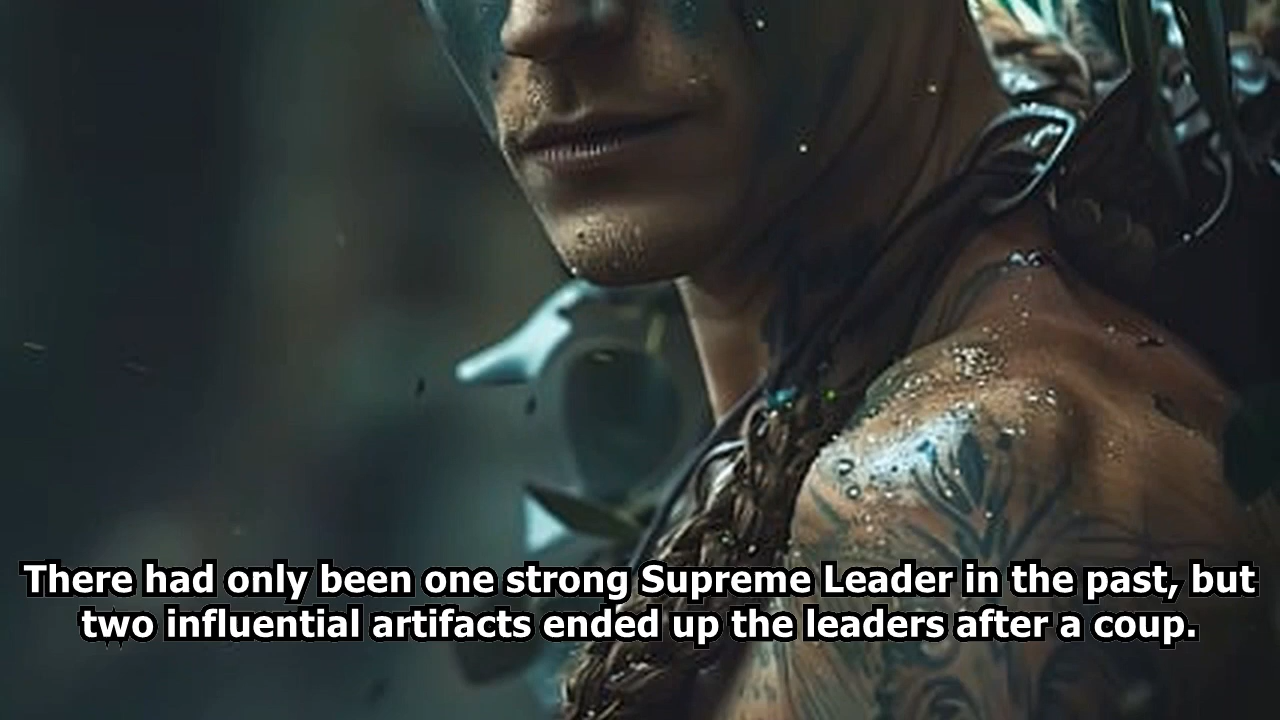 There had only been one strong Supreme Leader in the past, but
two influential artifacts ended up the leaders after a coup.